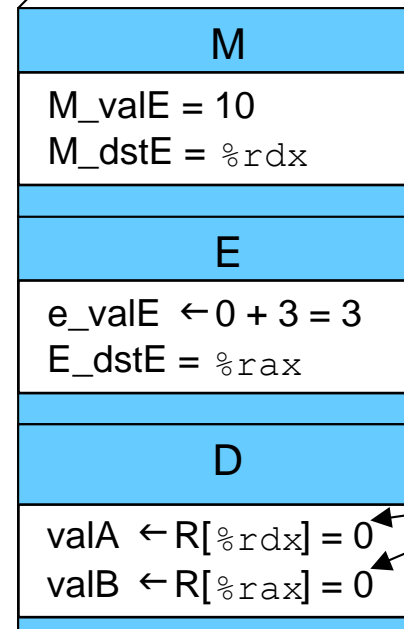 M
M_valE = 10
M_dstE = %rdx
E
e_valE ←0 + 3 = 3
E_dstE = %rax
D
valA ←R[%rdx] = 0
valB ←R[%rax] = 0